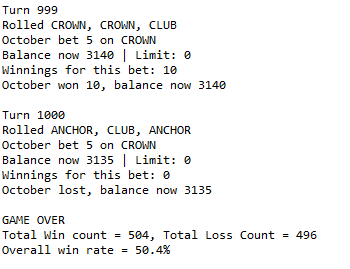 Turn 999
Rolled CROWN, CROWN, CLUB
October bet 5 on CROWN
Balance now 3140 | Limit: 0
Winnings for this bet: 10
October won 10, balance now 3140

Turn 1000
Rolled ANCHOR, CLUB, ANCHOR
October bet 5 on CROWN
Balance now 3135 | Limit: 0
Winnings for this bet: 0
October lost, balance now 3135

GAME OVER
Total Win count = 504, Total Loss Count = 496
Overall win rate = 50.4%